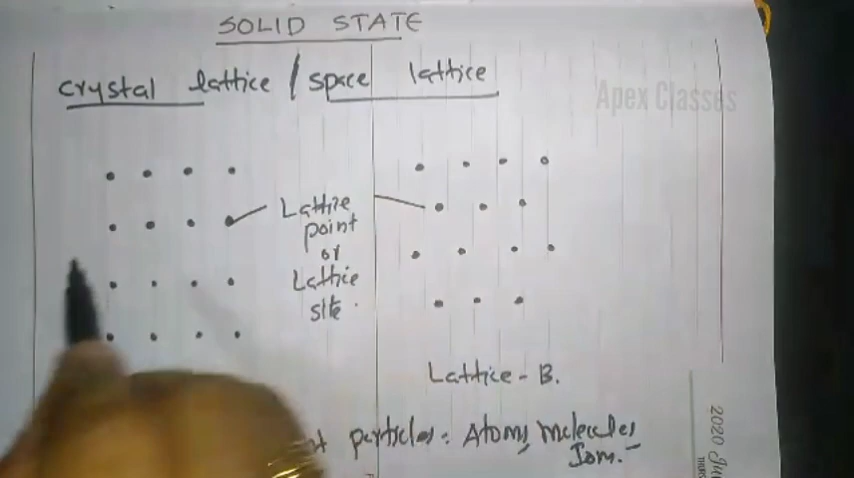 SOLID STATE
Crystal lattice / space lattice
Apex Classes
Lattice
point
or
Lattice
site.
Lattice - B.
particles: Atoms, molecules
Ions.
2020